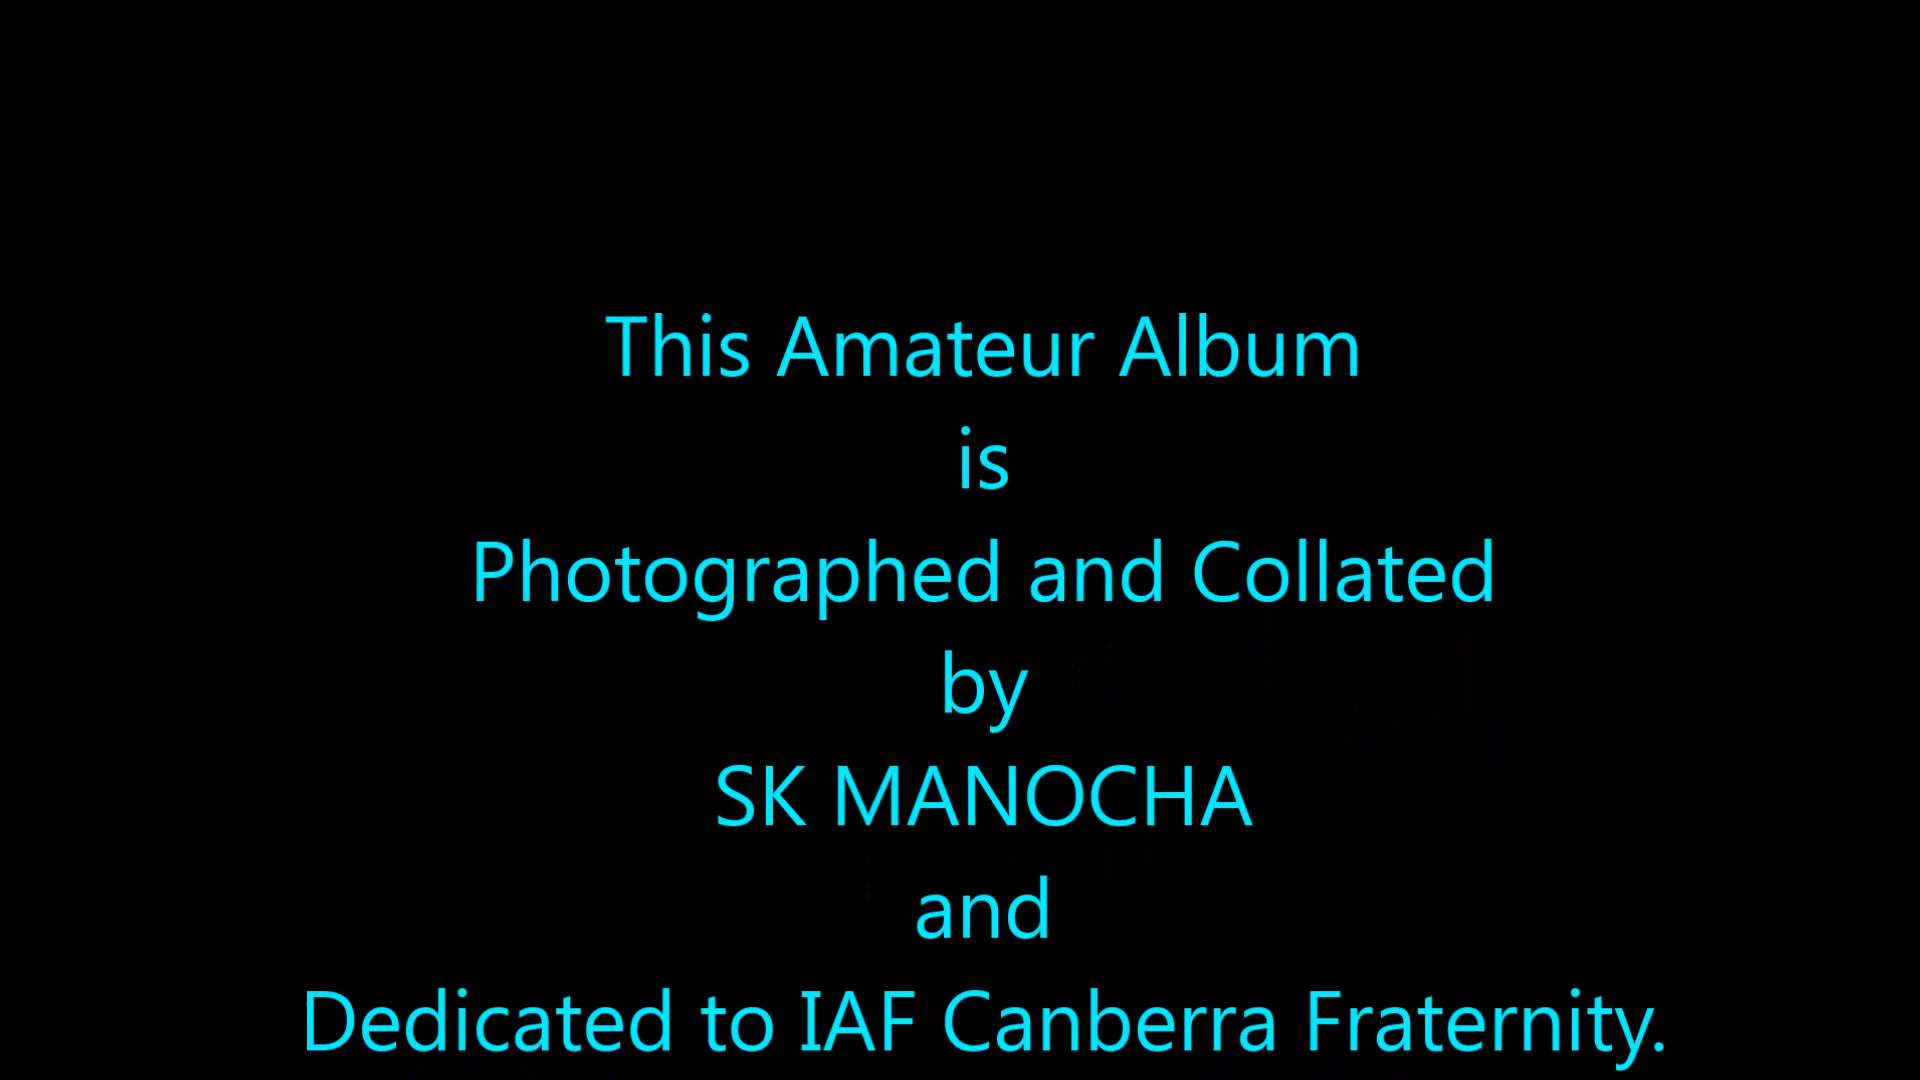 This Amateur Album
is
Photographed and Collated
by
SK MANOCHA
and
Dedicated to IAF Canberra Fraternity.